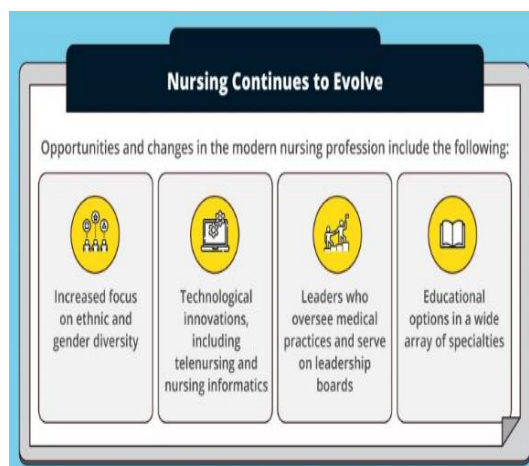 Nursing Continues to Evolve
Opportunities and changes in the modern nursing profession include the following:
Increased focus
on ethnic and
gender diversity
Technological
innovations,
including
telenursing and
nursing informatics
Leaders who
oversee medical
practices and serve
on leadership
boards
Educational
options in a wide
array of specialties